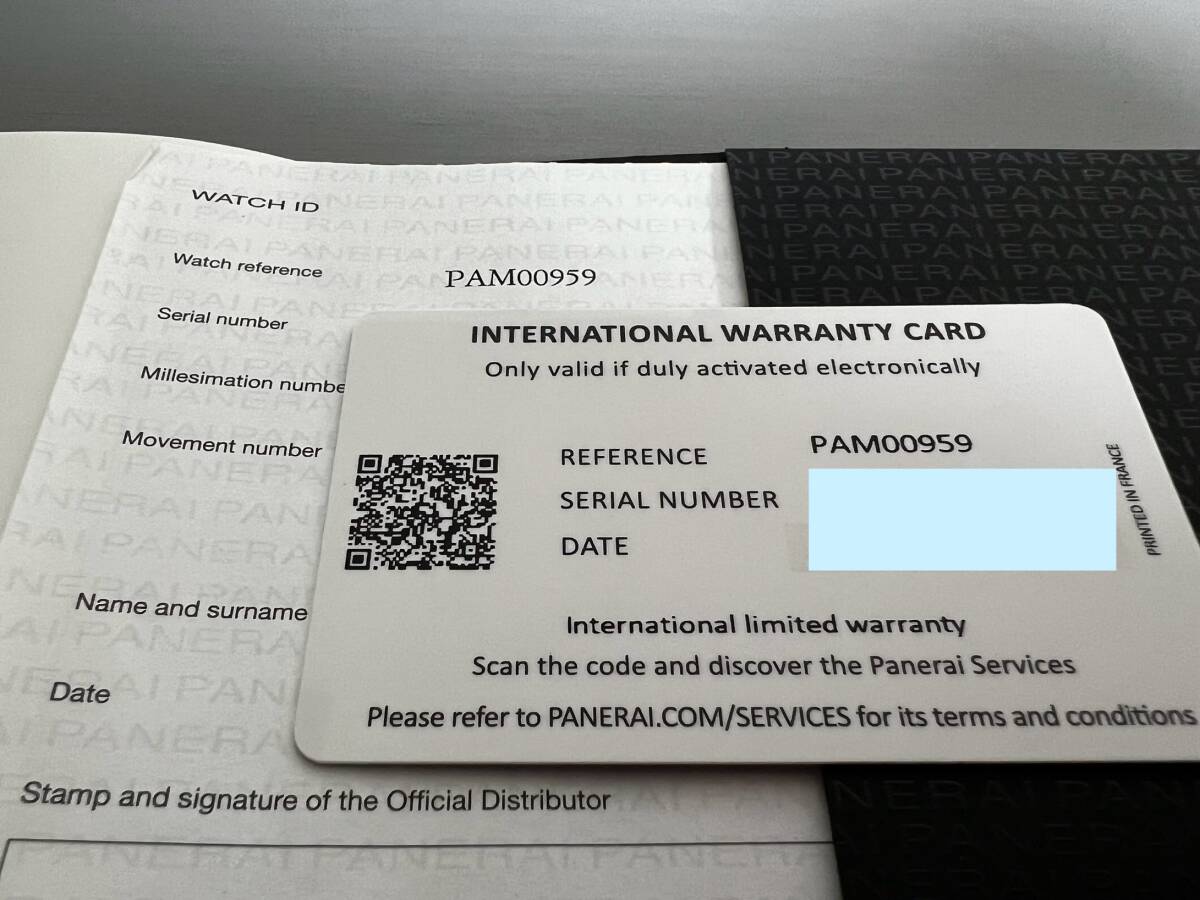 WATCH ID
Watch reference PAM00959
Serial number
Millesimation numbe
Movement number
Name and surname
Date
Stamp and signature of the Official Distributor
INTERNATIONAL WARRANTY CARD
Only valid if duly activated electronically
REFERENCE PAM00959
SERIAL NUMBER
DATE
PRINTED IN FRANCE
International limited warranty
Scan the code and discover the Panerai Services
Please refer to PANERAI.COM/SERVICES for its terms and conditions
PANERAI PANERAI PANERAI